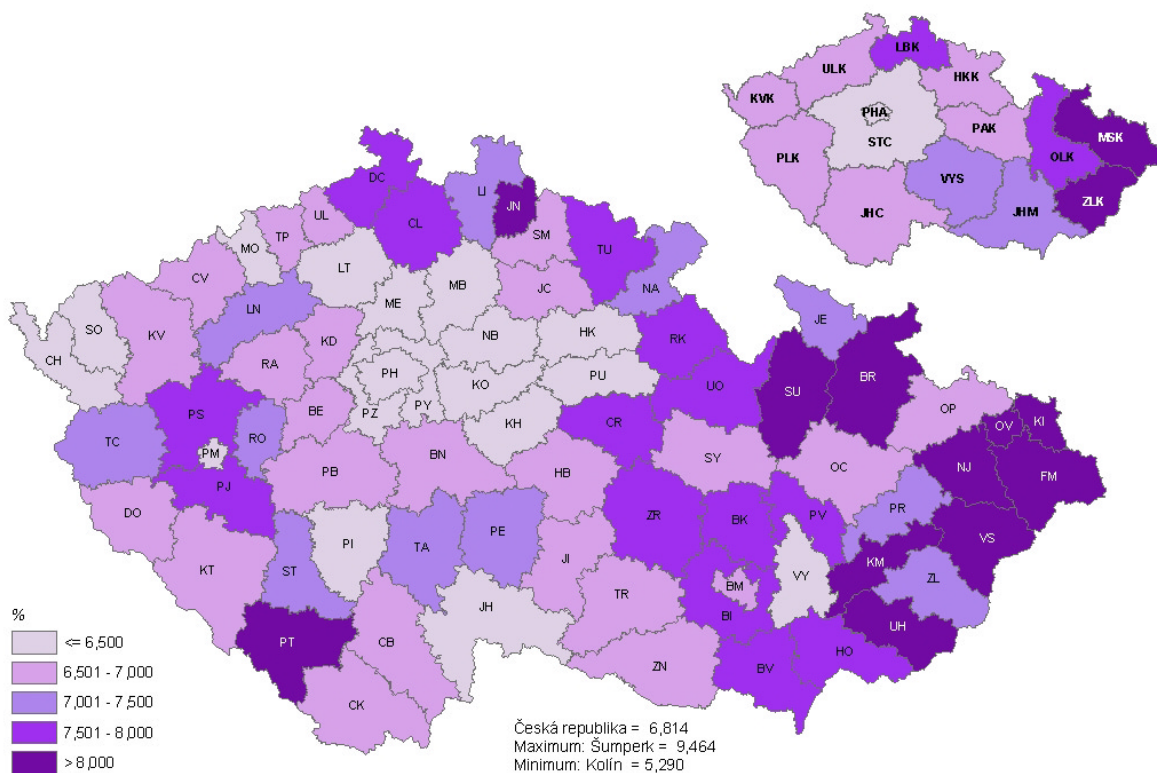 LBK
ULK
HKK
KVK
PHA
PAK
MSK
STC
OLK
PLK
VYS
ZLK
JHC
JHM
DC
LI
JN
CL
UL
SM
TU
TP
MO
LT
MB
CV
ME
JC
NA
SO
LN
KV
KD
NB
HK
JE
CH
RA
RK
PH
KO
PU
BR
UO
SU
PS
BE
PZ
PY
OP
TC
RO
KH
CR
OV
KI
PM
BN
SY
OC
NJ
FM
PJ
PB
HB
DO
ZR
BK
PV
PR
VS
KT
ST
PI
TA
PE
JI
BM
VY
KM
ZL
TR
BI
UH
PT
CB
JH
HO
ZN
BV
CK
%
<= 6,500
6,501 - 7,000
7,001 - 7,500
7,501 - 8,000
> 8,000
Česká republika = 6,814
Maximum: Šumperk = 9,464
Minimum: Kolín = 5,290